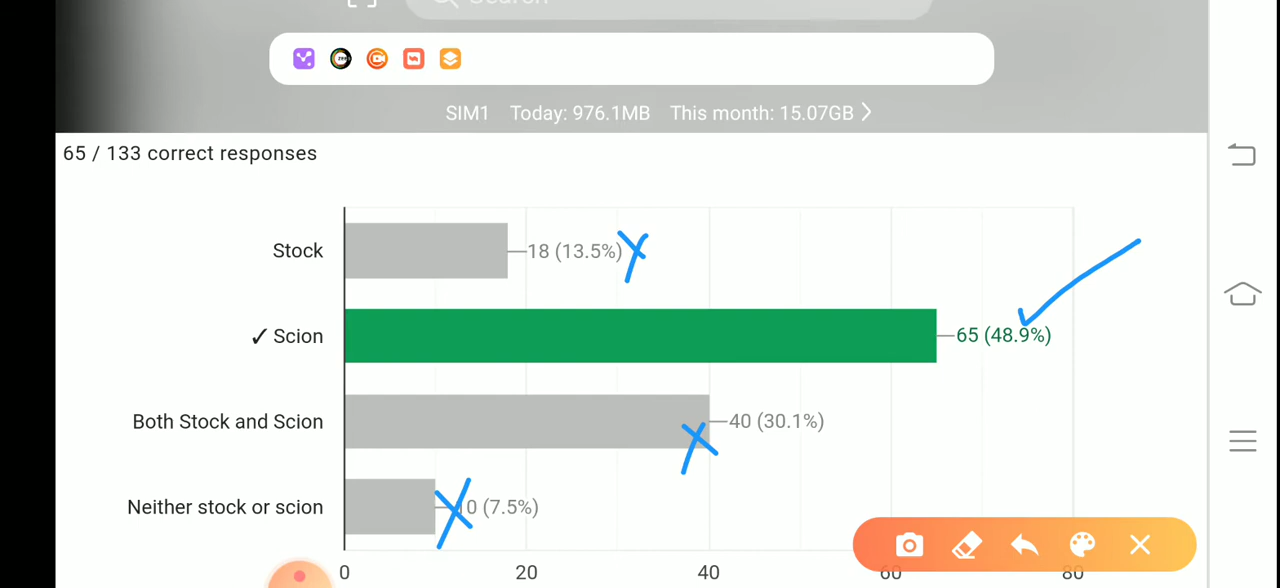 SIM1 Today: 976.1MB This month: 15.07GB
65 / 133 correct responses
Stock
18 (13.5%)
✓ Scion
65 (48.9%)
Both Stock and Scion
40 (30.1%)
Neither stock or scion
0 (7.5%)
0 20 40 60 80